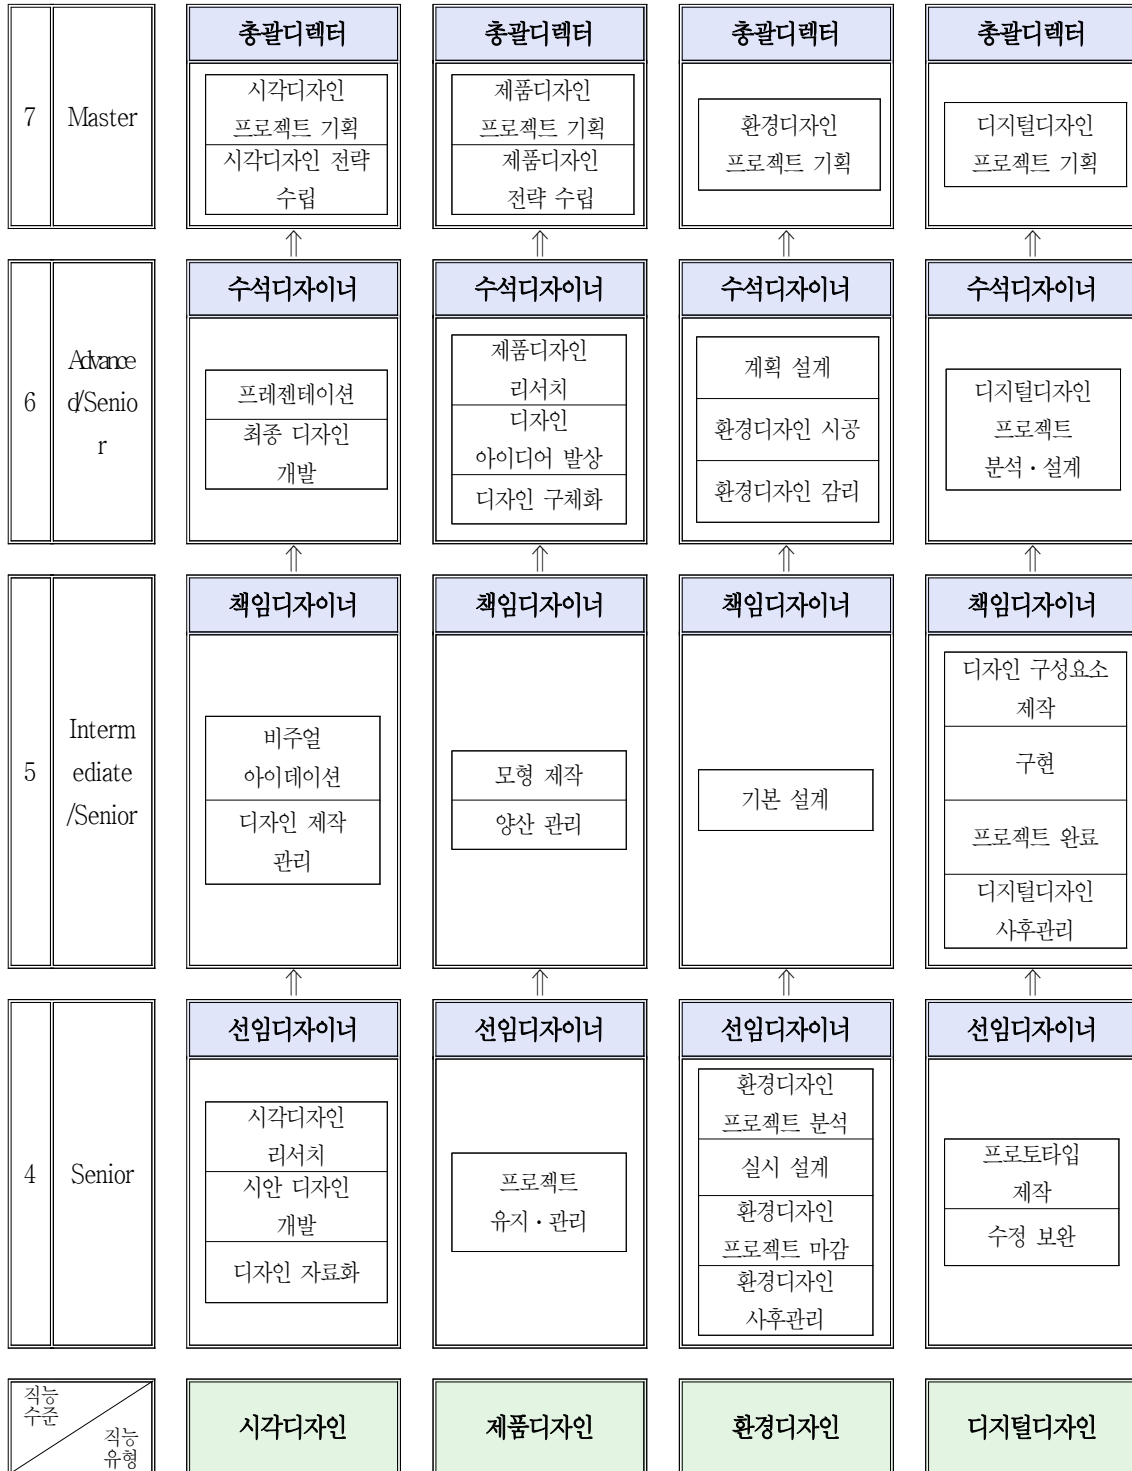 7
Master
총괄디렉터
시각디자인
프로젝트 기획
시각디자인 전략
수립
총괄디렉터
제품디자인
프로젝트 기획
제품디자인
전략 수립
총괄디렉터
환경디자인
프로젝트 기획
총괄디렉터
디지털디자인
프로젝트 기획
⇑ ⇑ ⇑ ⇑
6
Advance
d/Senio
r
수석디자이너
프레젠테이션
최종 디자인
개발
수석디자이너
제품디자인
리서치
디자인
아이디어 발상
디자인 구체화
수석디자이너
계획 설계
환경디자인 시공
환경디자인 감리
수석디자이너
디지털디자인
프로젝트
분석·설계
⇑ ⇑ ⇑ ⇑
5
Interm
ediate
/Senior
책임디자이너
비주얼
아이데이션
디자인 제작
관리
책임디자이너
모형 제작
양산 관리
책임디자이너
기본 설계
책임디자이너
디자인 구성요소
제작
구현
프로젝트 완료
디지털디자인
사후관리
⇑ ⇑ ⇑ ⇑
4
Senior
선임디자이너
시각디자인
리서치
시안 디자인
개발
디자인 자료화
선임디자이너
프로젝트
유지·관리
선임디자이너
환경디자인
프로젝트 분석
실시 설계
환경디자인
프로젝트 마감
환경디자인
사후관리
선임디자이너
프로토타입
제작
수정 보완
직능
수준
직능
유형
시각디자인
제품디자인
환경디자인
디지털디자인